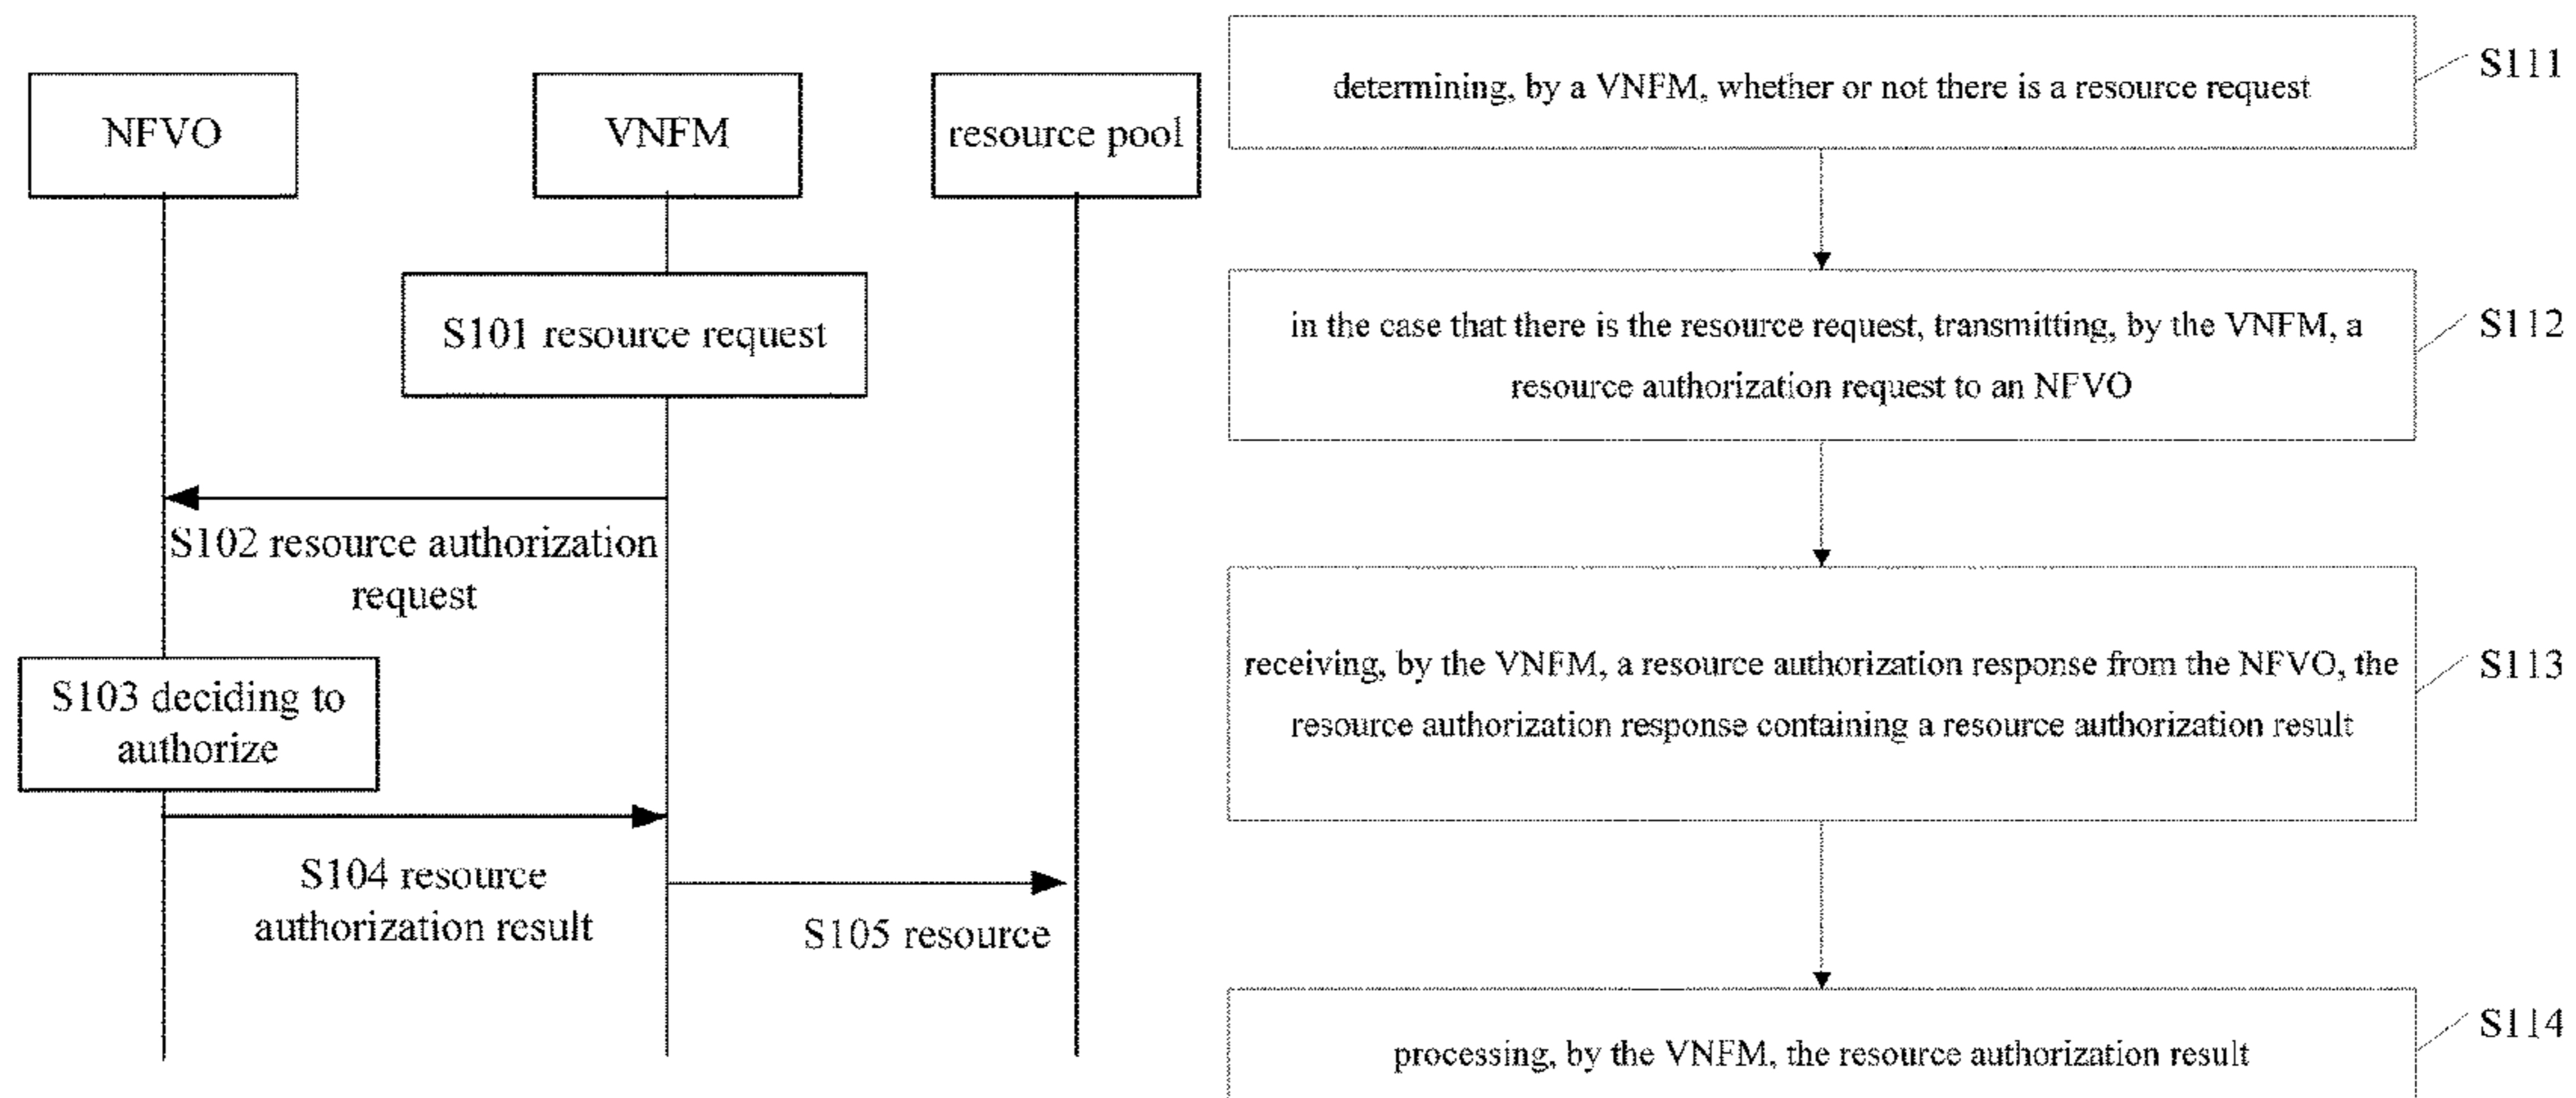 NFVO
VNFM
resource pool
S101 resource request
S102 resource authorization
request
S103 deciding to
authorize
S104 resource
authorization result
S105 resource
determining, by a VNFM, whether or not there is a resource request
S111
in the case that there is the resource request, transmitting, by the VNFM, a
resource authorization request to an NFVO
S112
receiving, by the VNFM, a resource authorization response from the NFVO, the
resource authorization response containing a resource authorization result
S113
processing, by the VNFM, the resource authorization result
S114